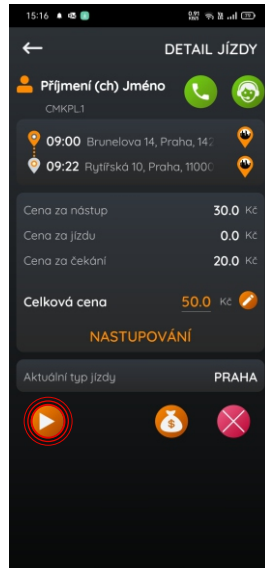 15:16
DETAIL JÍZDY
Příjmení (ch) Jméno
CMKPL1
09:00 Brunelova 14, Praha, 142
09:22 Rytířská 10, Praha, 11000
Cena za nástup 30.0 Kč
Cena za jízdu 0.0 Kč
Cena za čekání 20.0 Kč
Celková cena 50.0 Kč
NASTUPOVÁNÍ
Aktuální typ jízdy PRAHA